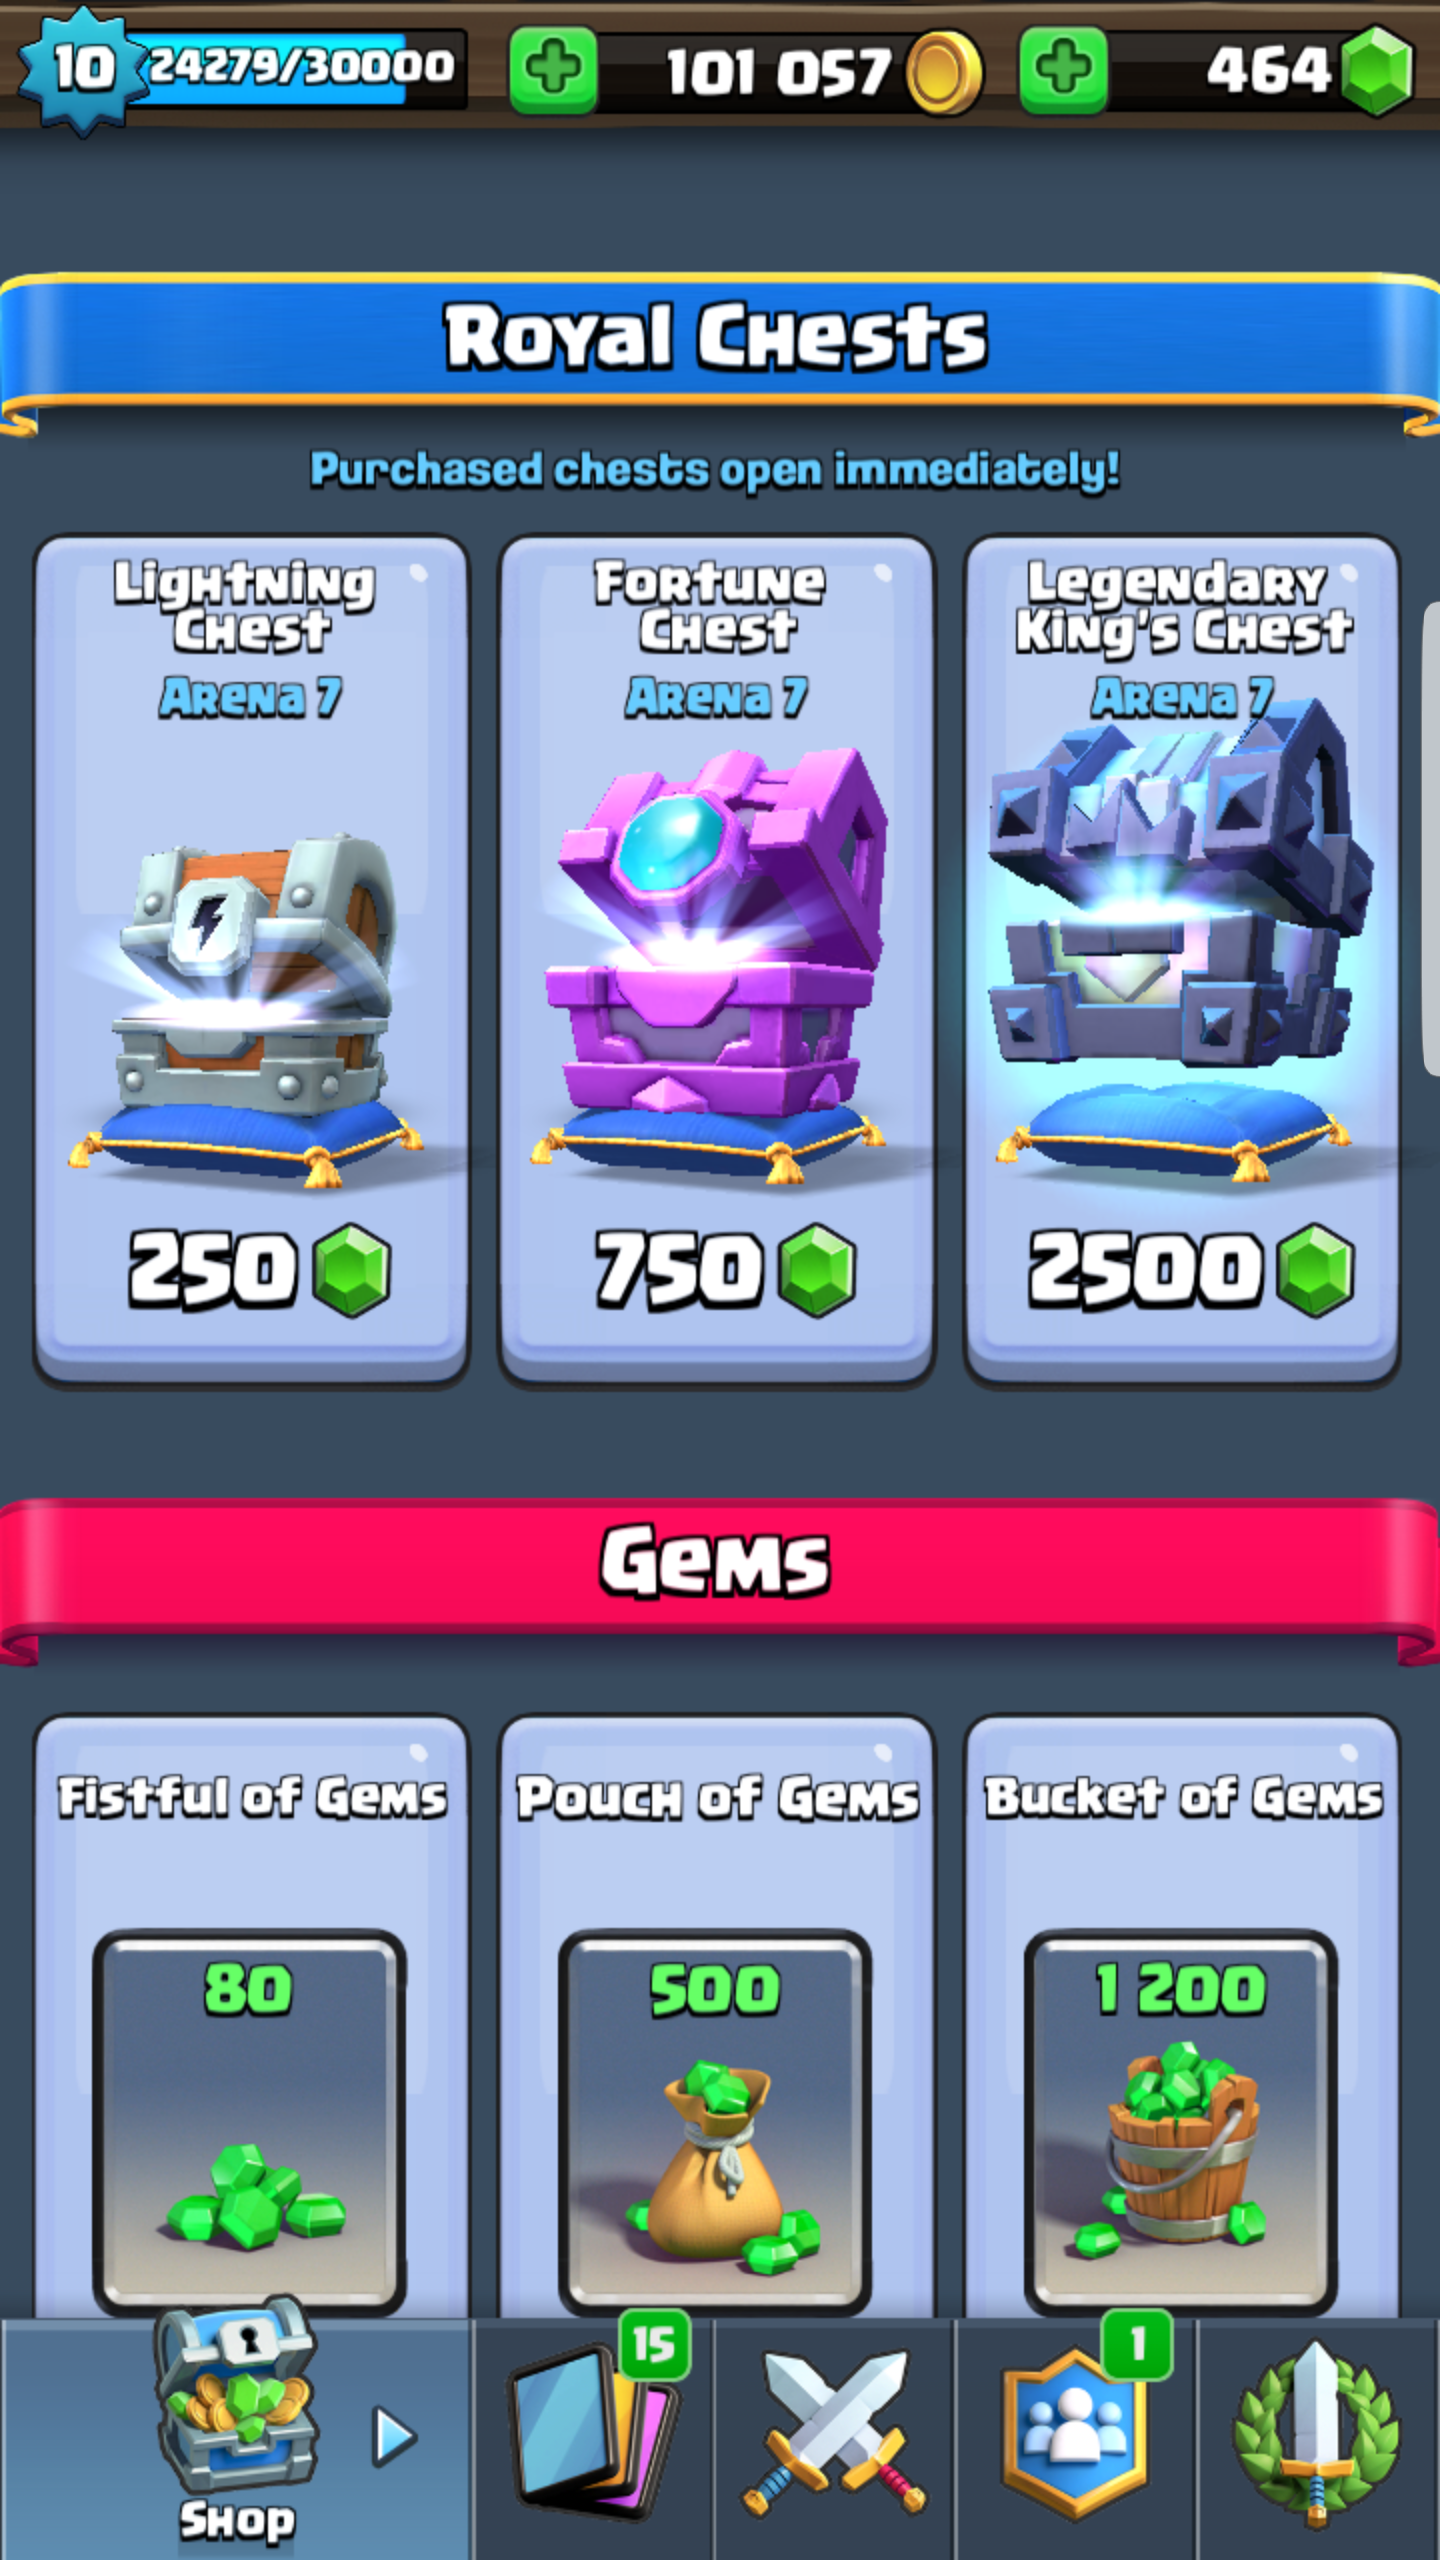 10 24279/30000 101 057 464
Royal Chests
Purchased chests open immediately!
Lightning
Chest
Arena 7
250
Fortune
Chest
Arena 7
750
Legendary
King's Chest
Arena 7
2500
Gems
Fistful of Gems
80
Pouch of Gems
500
Bucket of Gems
1 200
Shop
15
1